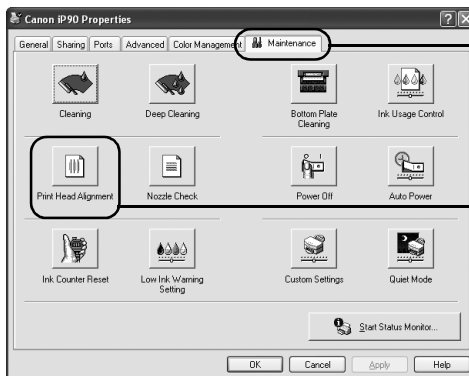 Canon iP90 Properties
General Sharing Ports Advanced Color Management Maintenance
Cleaning Deep Cleaning Bottom Plate Cleaning Ink Usage Control
Print Head Alignment Nozzle Check Power Off Auto Power
Ink Counter Reset Low Ink Warning Setting Custom Settings Quiet Mode
Start Status Monitor...
OK Cancel Apply Help